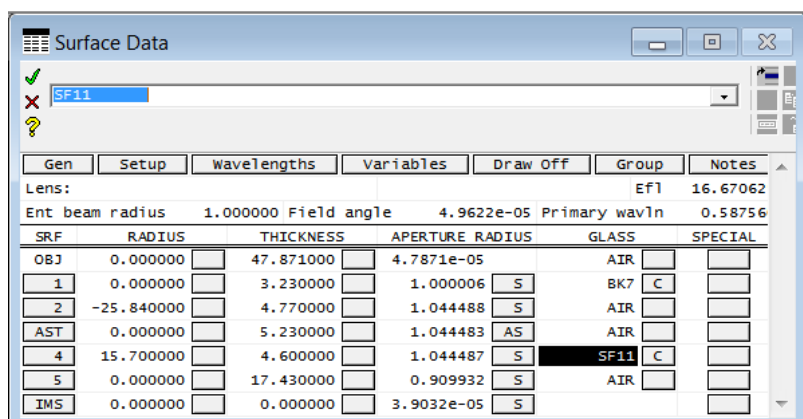 Surface Data
SF11
Gen Setup Wavelengths Variables Draw Off Group Notes
Lens: Efl 16.67062
Ent beam radius 1.000000 Field angle 4.9622e-05 Primary wavln 0.58756
SRF RADIUS THICKNESS APERTURE RADIUS GLASS SPECIAL
OBJ 0.000000 47.871000 4.7871e-05 AIR
1 0.000000 3.230000 1.000006 S BK7 C
2 -25.840000 4.770000 1.044488 S AIR
AST 0.000000 5.230000 1.044483 AS AIR
4 15.700000 4.600000 1.044487 S SF11 C
5 0.000000 17.430000 0.909932 S AIR
IMS 0.000000 0.000000 3.9032e-05 S